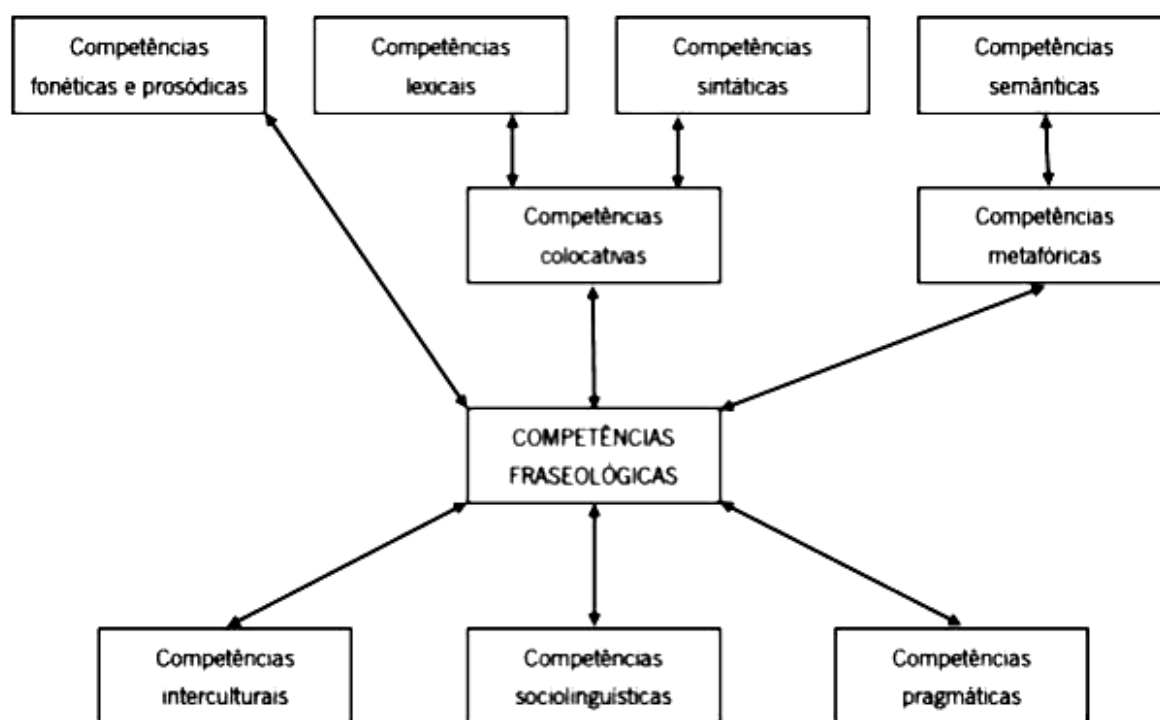 Competências
fonéticas e prosódicas
Competências
lexicais
Competências
sintáticas
Competências
semânticas
Competências
colocativas
Competências
metafóricas
COMPETÊNCIAS
FRASEOLÓGICAS
Competências
interculturais
Competências
sociolinguísticas
Competências
pragmáticas